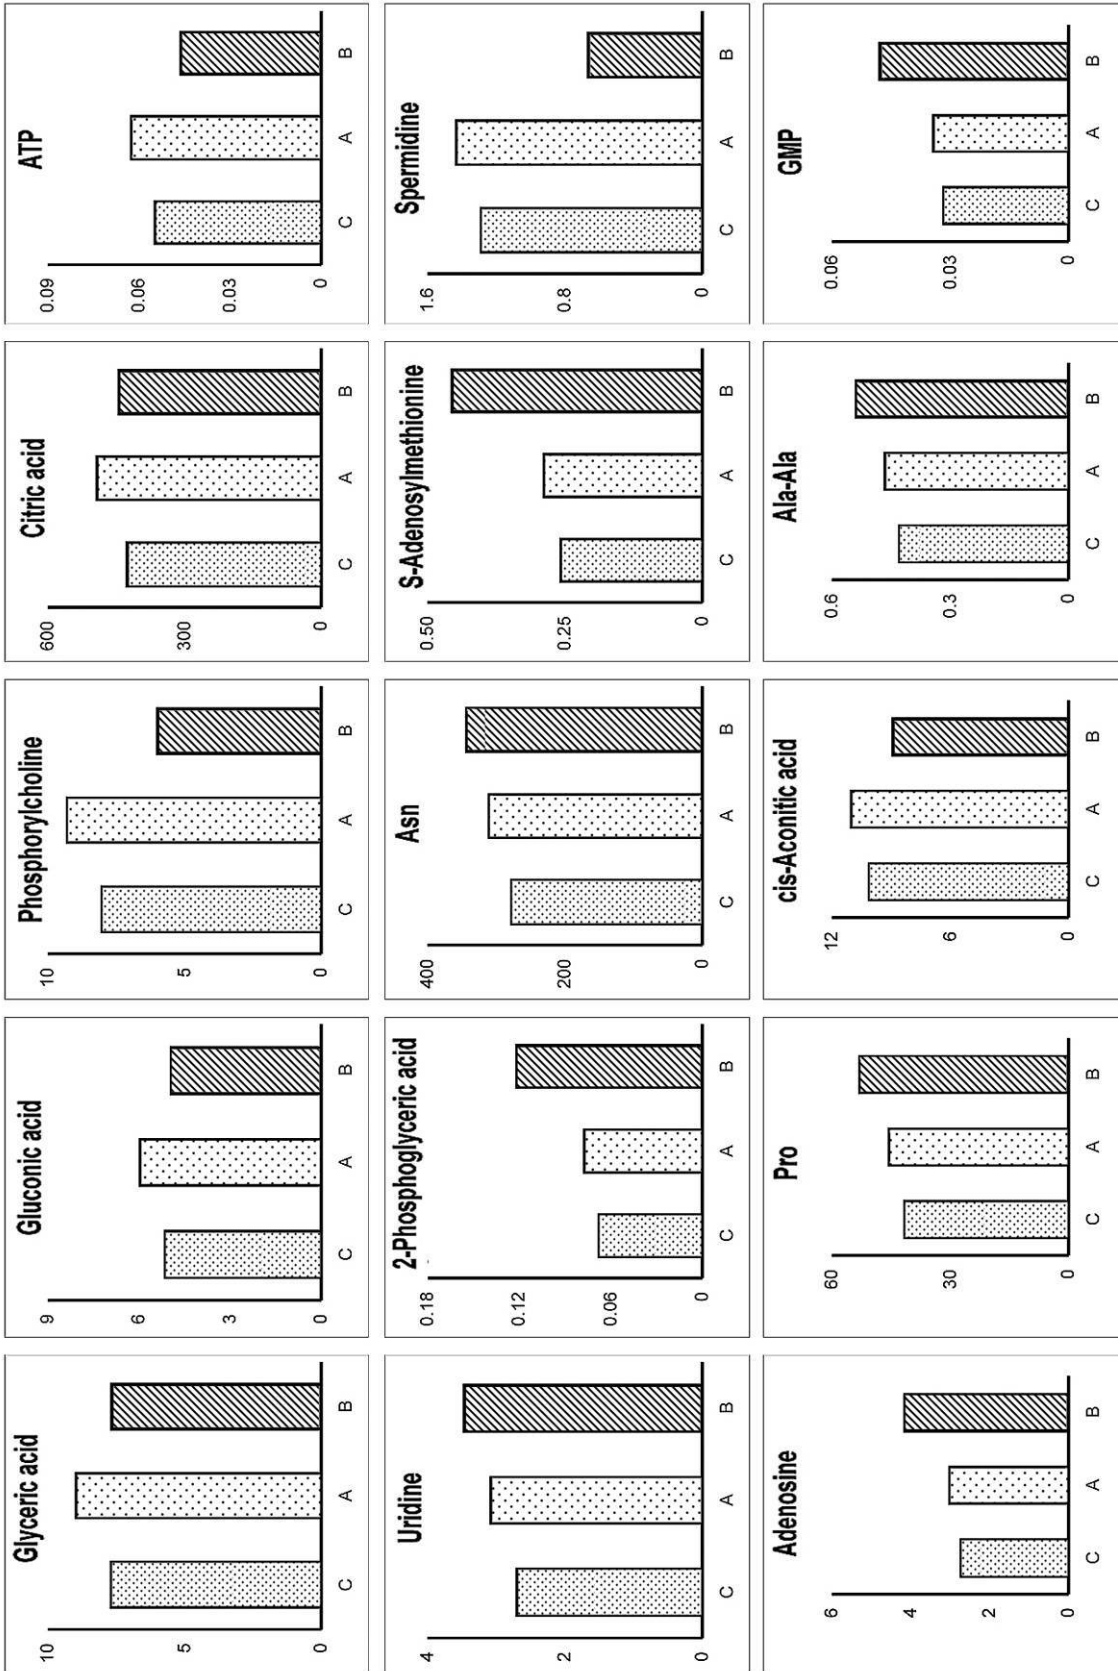 Glyceric acid
10
5
0
C A B
Gluconic acid
9
6
3
0
C A B
Phosphorylcholine
10
5
0
C A B
Citric acid
600
300
0
C A B
ATP
0.09
0.06
0.03
0
C A B
Uridine
4
2
0
C A B
2-Phosphoglyceric acid
0.18
0.12
0.06
0
C A B
Asn
400
200
0
C A B
S-Adenosylmethionine
0.50
0.25
0
C A B
Spermidine
1.6
0.8
0
C A B
Adenosine
6
4
2
0
C A B
Pro
60
30
0
C A B
cis-Aconitic acid
12
6
0
C A B
Ala-Ala
0.6
0.3
0
C A B
GMP
0.06
0.03
0
C A B